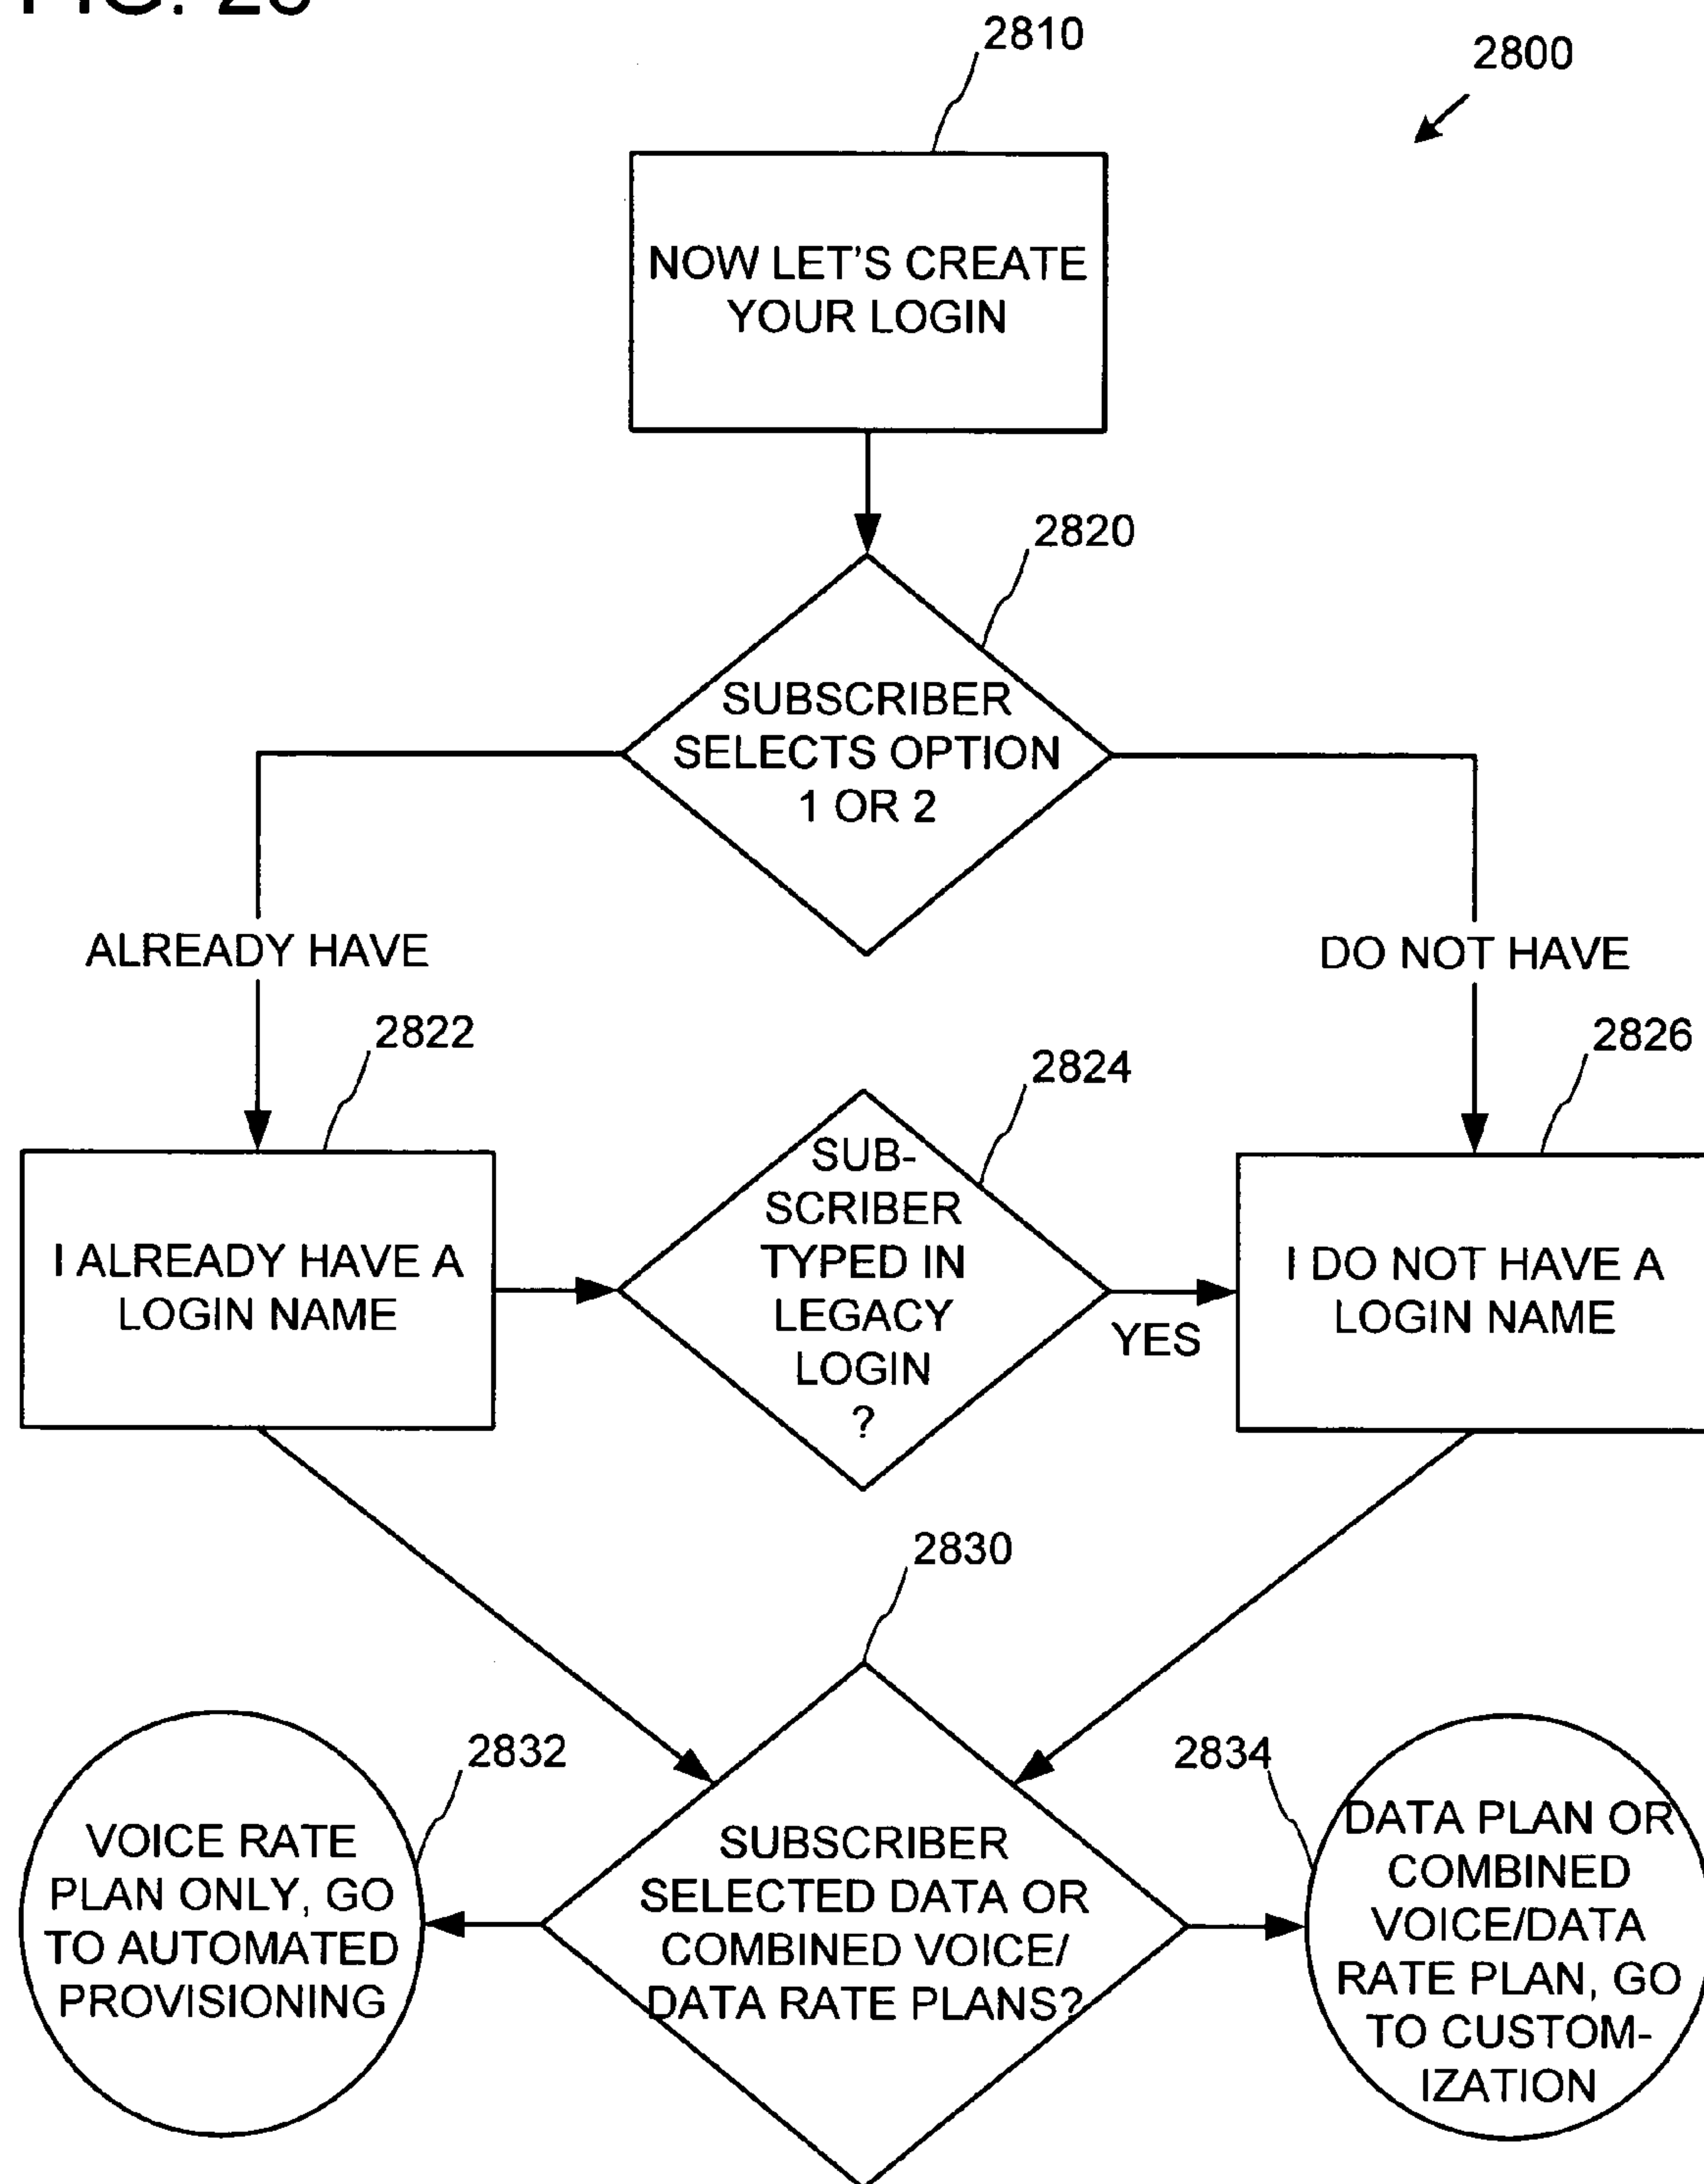 2810
2800
NOW LET'S CREATE
YOUR LOGIN
2820
SUBSCRIBER
SELECTS OPTION
1 OR 2
ALREADY HAVE
DO NOT HAVE
2822
2824
2826
I ALREADY HAVE A
LOGIN NAME
SUB-
SCRIBER
TYPED IN
LEGACY
LOGIN
?
YES
I DO NOT HAVE A
LOGIN NAME
2830
2832
2834
VOICE RATE
PLAN ONLY, GO
TO AUTOMATED
PROVISIONING
SUBSCRIBER
SELECTED DATA OR
COMBINED VOICE/
DATA RATE PLANS?
DATA PLAN OR
COMBINED
VOICE/DATA
RATE PLAN, GO
TO CUSTOM-
IZATION